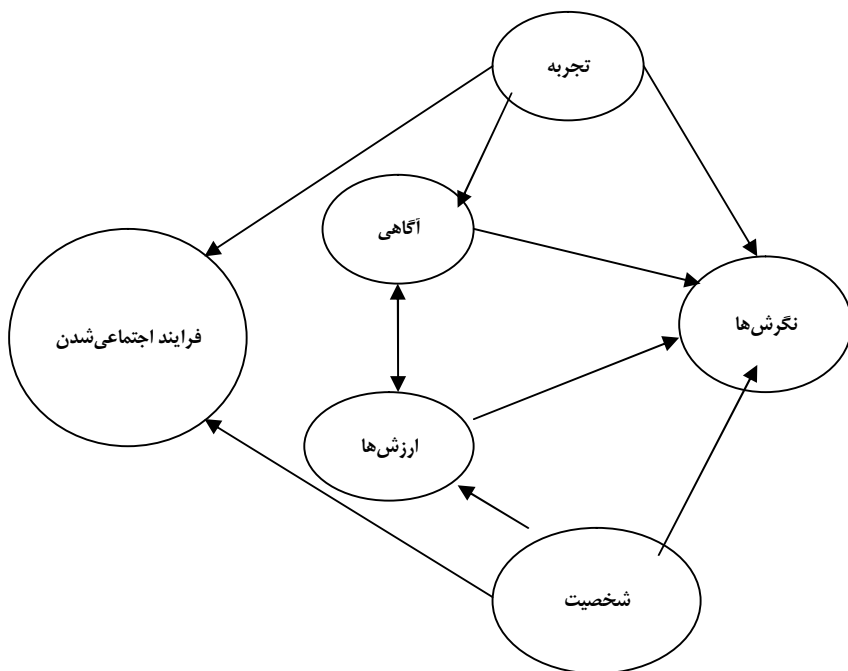 تجربه
آگاهی
نگرش‌ها
فرایند اجتماعی‌شدن
ارزش‌ها
شخصیت